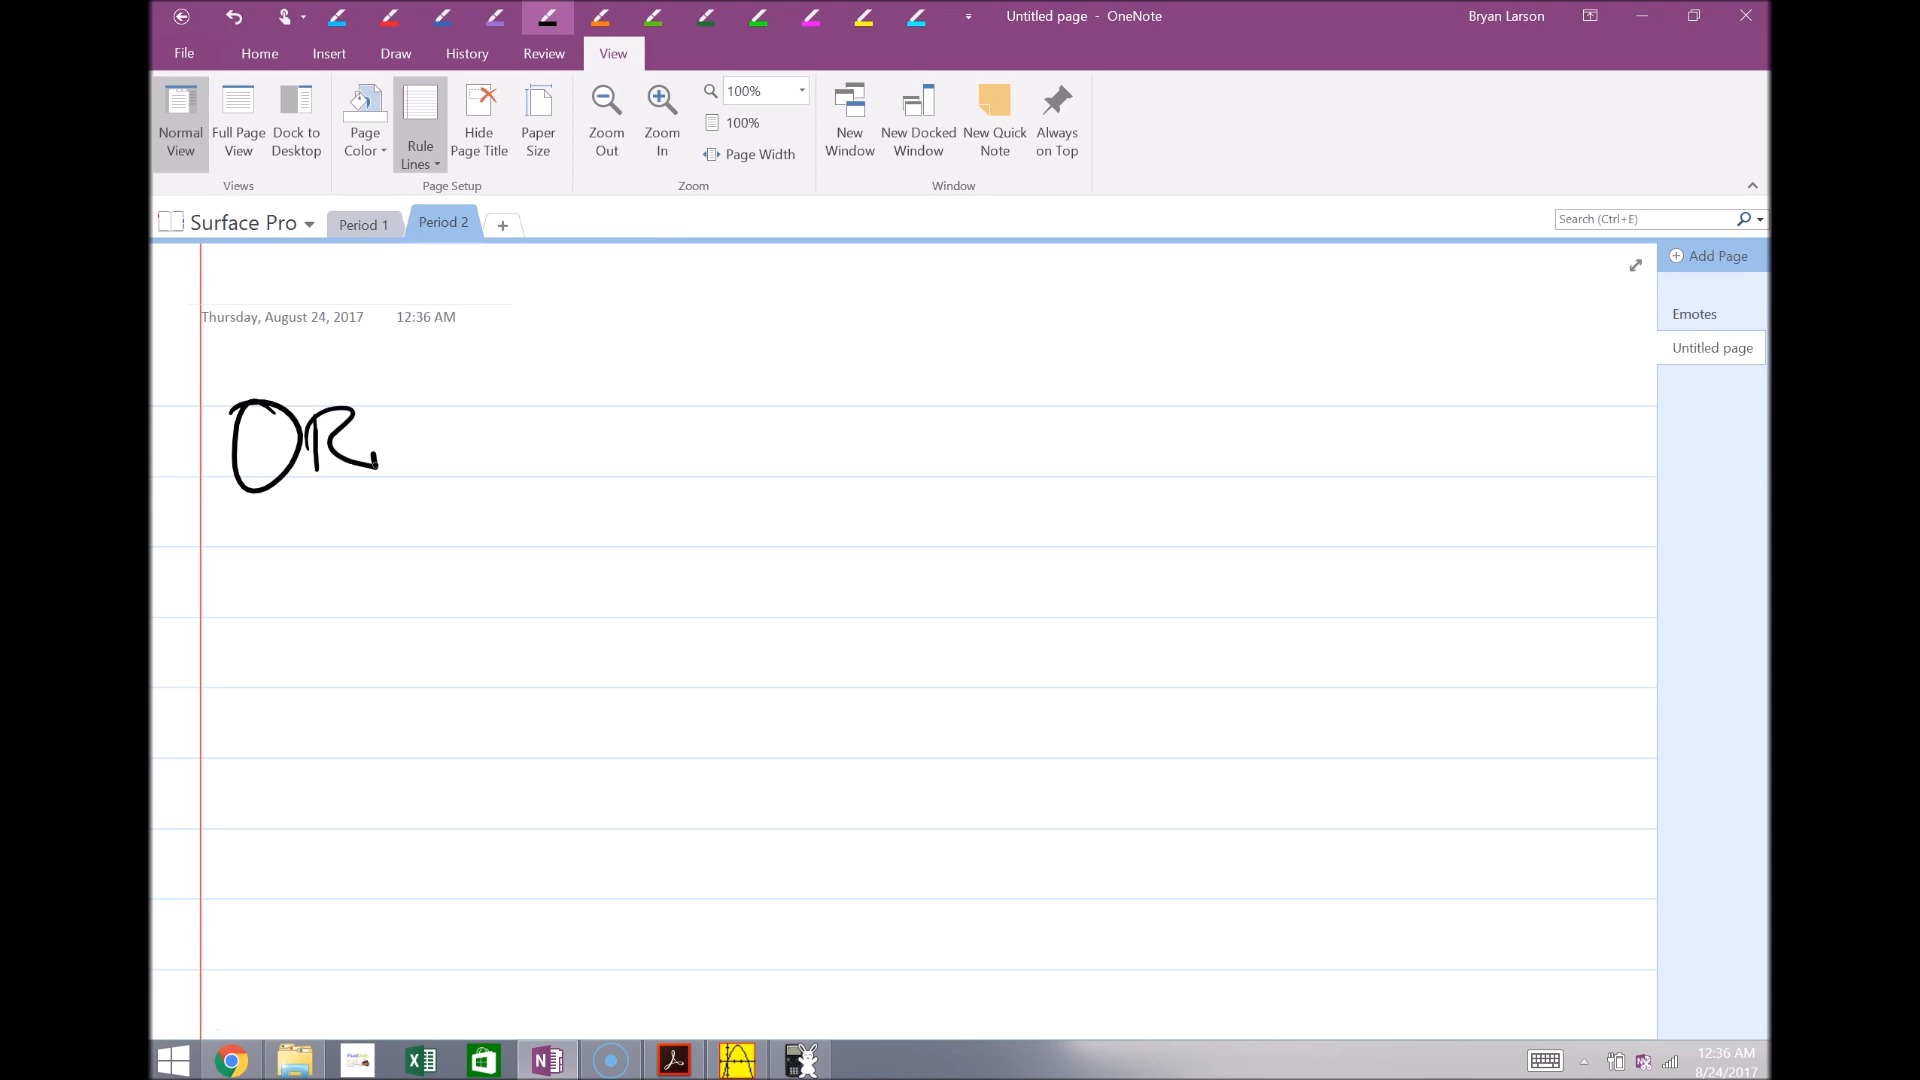 Untitled page - OneNote
Bryan Larson
File Home Insert Draw History Review View
Normal View
Full Page View
Dock to Desktop
Page Color
Rule Lines
Hide Page Title
Paper Size
Zoom Out
Zoom In
100%
100%
Page Width
New Window
New Docked Window
New Quick Note
Always on Top
Views
Page Setup
Zoom
Window
Surface Pro
Period 1
Period 2
Search (Ctrl+E)
Add Page
Emotes
Untitled page
Thursday, August 24, 2017 12:36 AM
OR
12:36 AM
8/24/2017